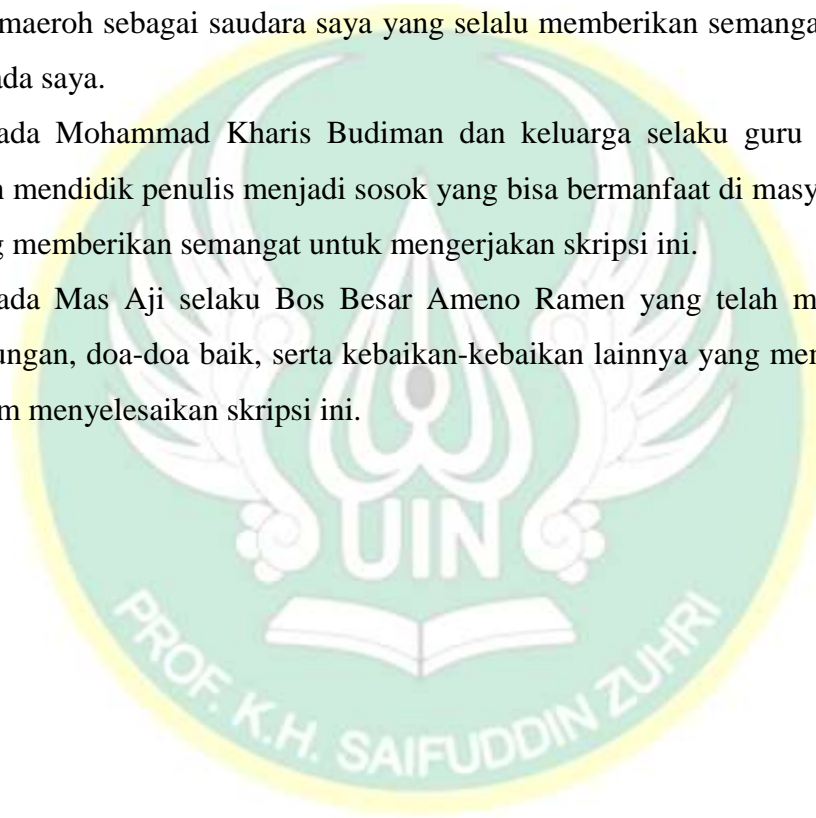 maeroh sebagai saudara saya yang selalu memberikan semanga
ada saya.
ada Mohammad Kharis Budiman dan keluarga selaku guru
n mendidik penulis menjadi sosok yang bisa bermanfaat di masy
g memberikan semangat untuk mengerjakan skripsi ini.
ada Mas Aji selaku Bos Besar Ameno Ramen yang telah m
ungan, doa-doa baik, serta kebaikan-kebaikan lainnya yang mer
m menyelesaikan skripsi ini.
UIN
PROF. K.H. SAIFUDDIN ZUHRI